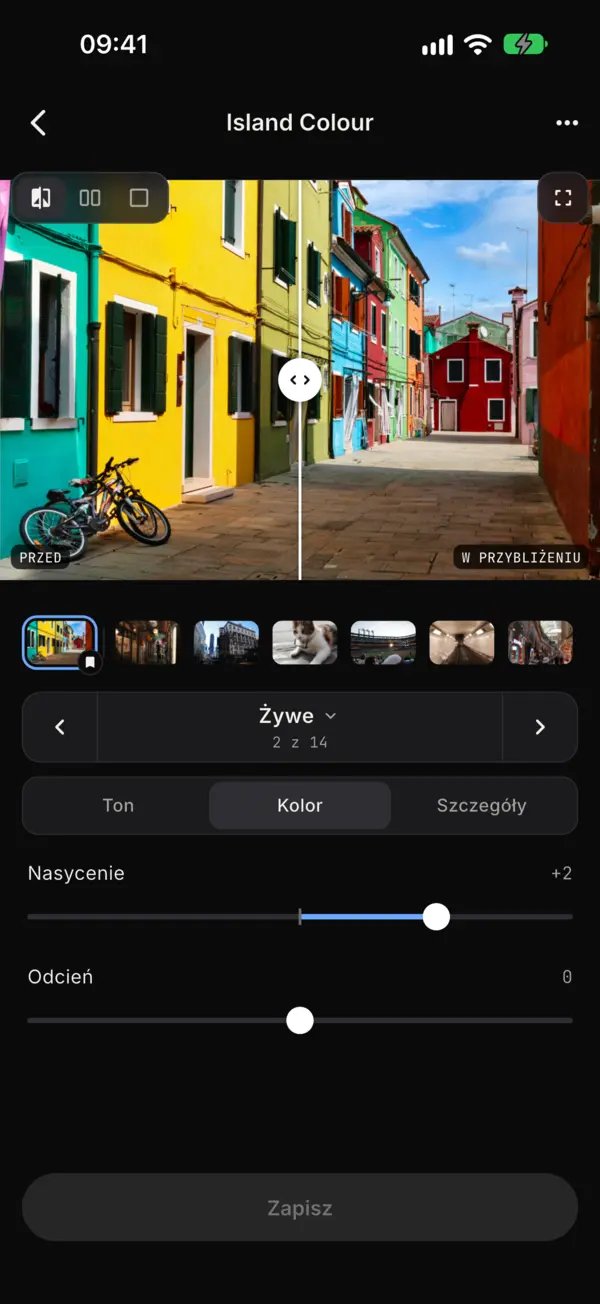 09:41
Island Colour
PRZED
W PRZYBLIŻENIU
Żywe
2 z 14
Ton
Kolor
Szczegóły
Nasycenie
+2
Odcień
0
Zapisz